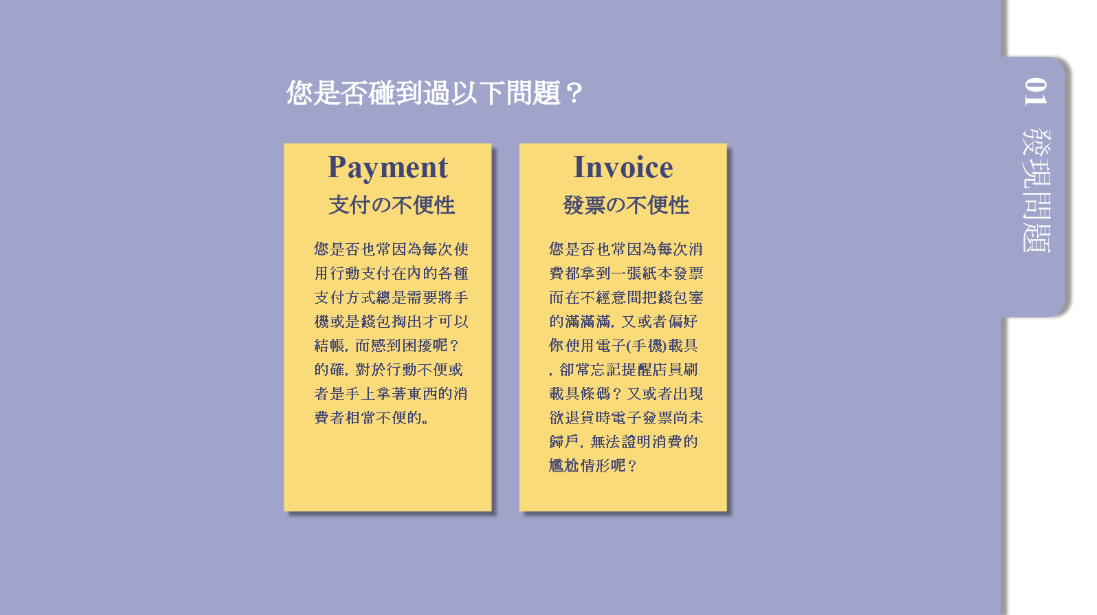 您是否碰到過以下問題？
Payment
支付の不便性
您是否也常因為每次使
用行動支付在內的各種
支付方式總是需要將手
機或是錢包掏出才可以
結帳, 而感到困擾呢？
的確, 對於行動不便或
者是手上拿著東西的消
費者相當不便的。
Invoice
發票の不便性
您是否也常因為每次消
費都拿到一張紙本發票
而在不經意間把錢包塞
的滿滿滿, 又或者偏好
你使用電子(手機)載具
, 卻常忘記提醒店員刷
載具條碼？又或者出現
欲退貨時電子發票尚未
歸戶, 無法證明消費的
尷尬情形呢？
01 發現問題